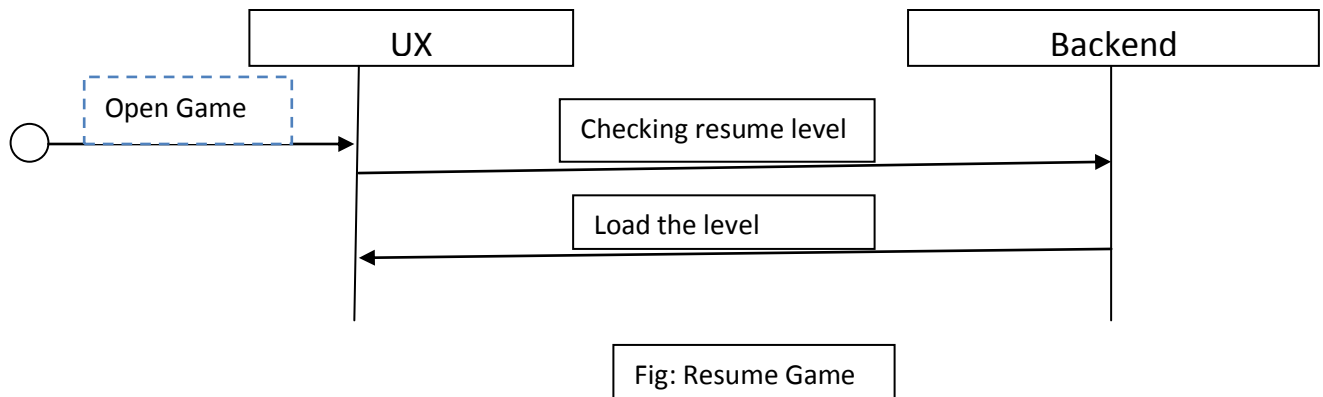 UX
Backend
Open Game
Checking resume level
Load the level
Fig: Resume Game